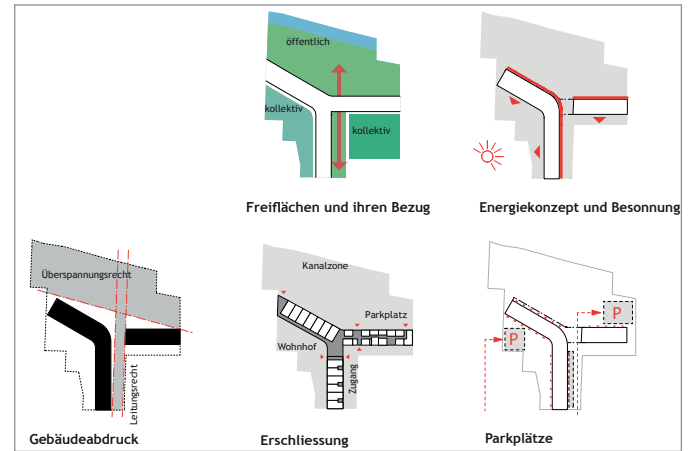 öffentlich
kollektiv
kollektiv
Freiflächen und ihren Bezug
Energiekonzept und Besonnung
Überspannungsrecht
Leitungsrecht
Gebäudeabdruck
Kanalzone
Parkplatz
Wohnhof
Zugang
Erschliessung
P
P
Parkplätze